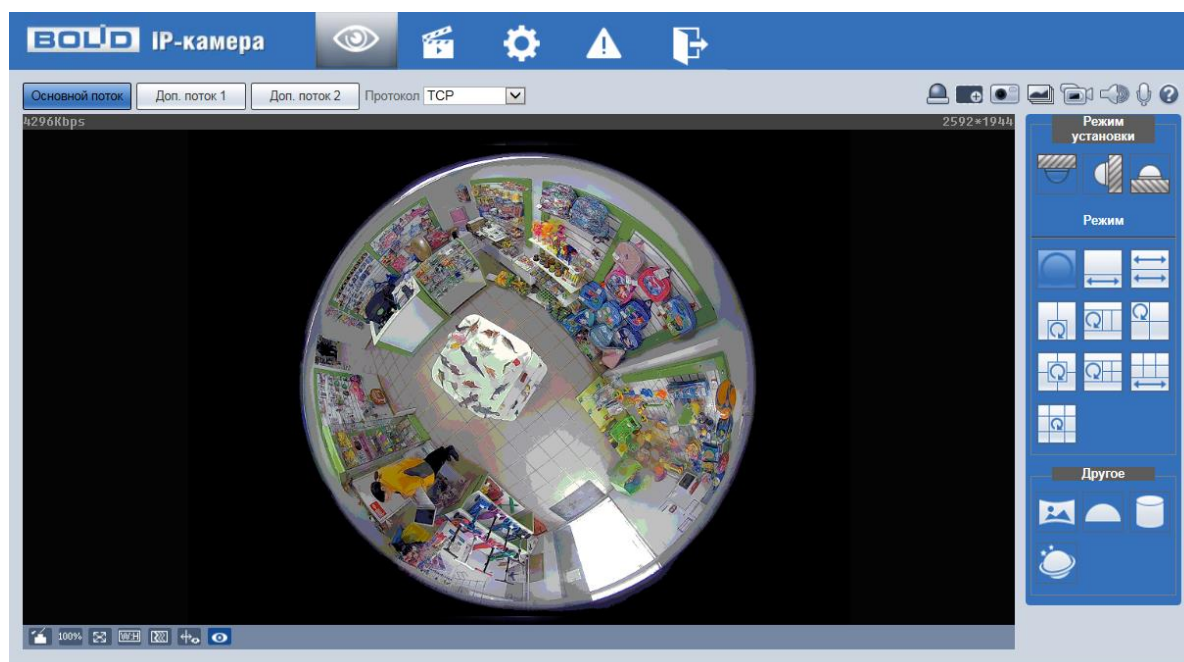 BOLID IP-камера
Основной поток Доп. поток 1 Доп. поток 2 Протокол TCP
4296Kbps 2592*1944
Режим
установки
Режим
Другое
100% W:H